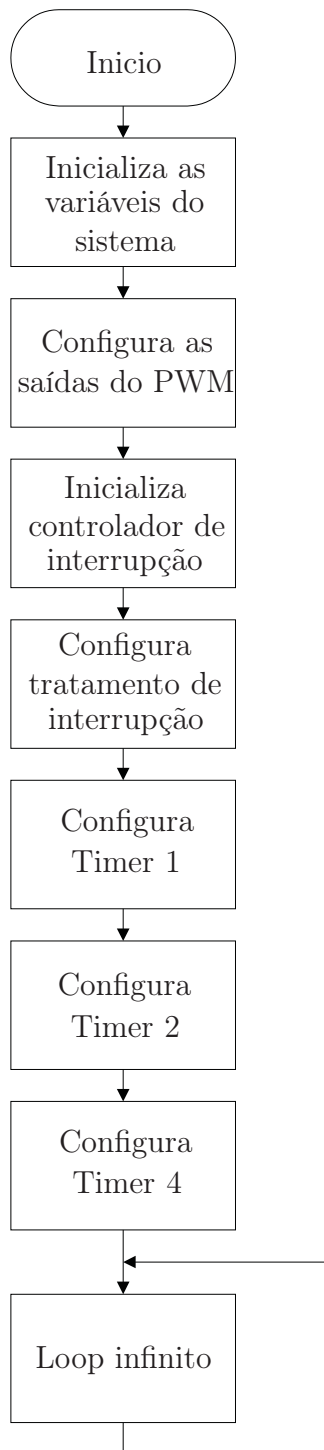 Inicio
Inicializa as
variáveis do
sistema
Configura as
saídas do PWM
Inicializa
controlador de
interrupção
Configura
tratamento de
interrupção
Configura
Timer 1
Configura
Timer 2
Configura
Timer 4
Loop infinito